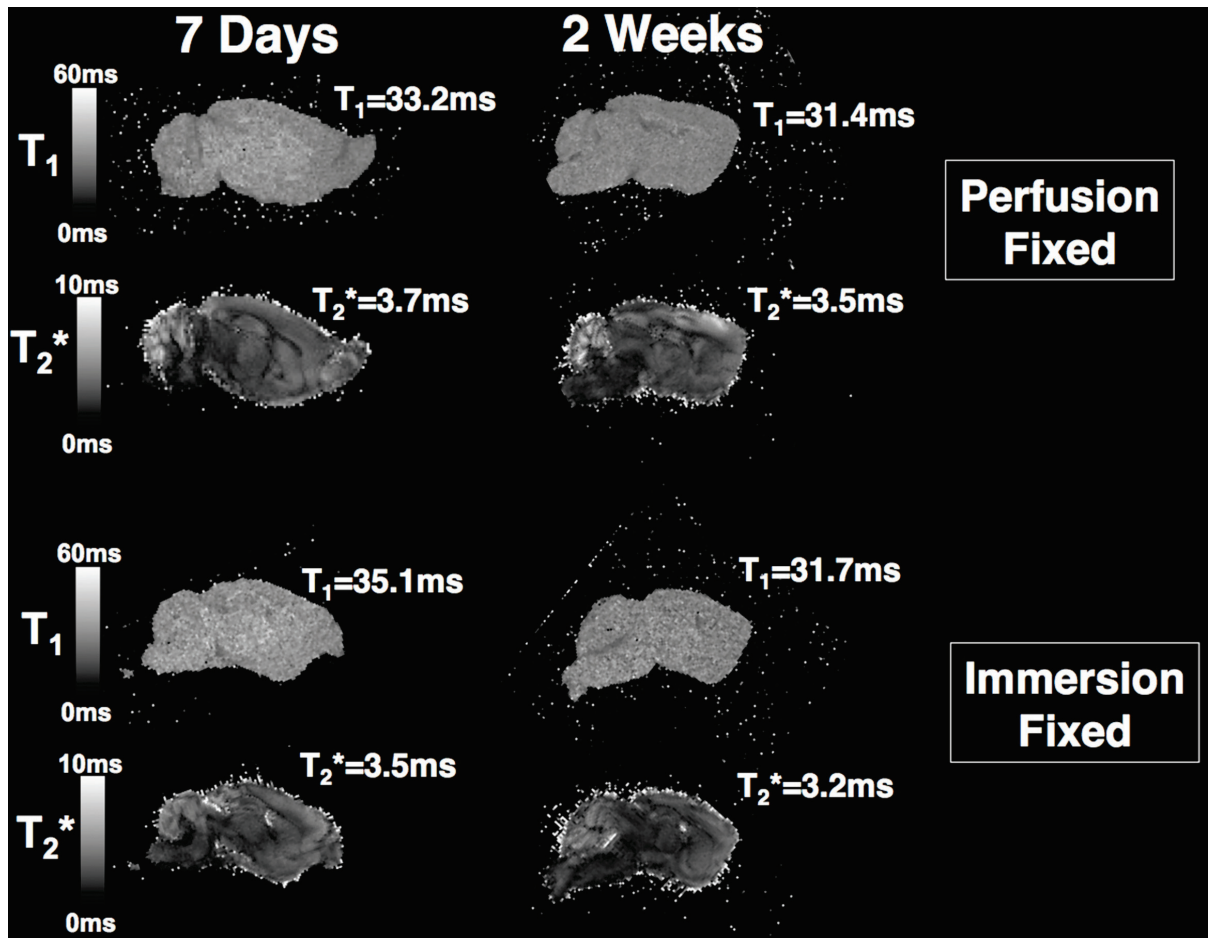 7 Days
2 Weeks
60ms
T1
0ms
T1=33.2ms
T1=31.4ms
Perfusion
Fixed
10ms
T2*
0ms
T2*=3.7ms
T2*=3.5ms
60ms
T1
0ms
T1=35.1ms
T1=31.7ms
Immersion
Fixed
10ms
T2*
0ms
T2*=3.5ms
T2*=3.2ms